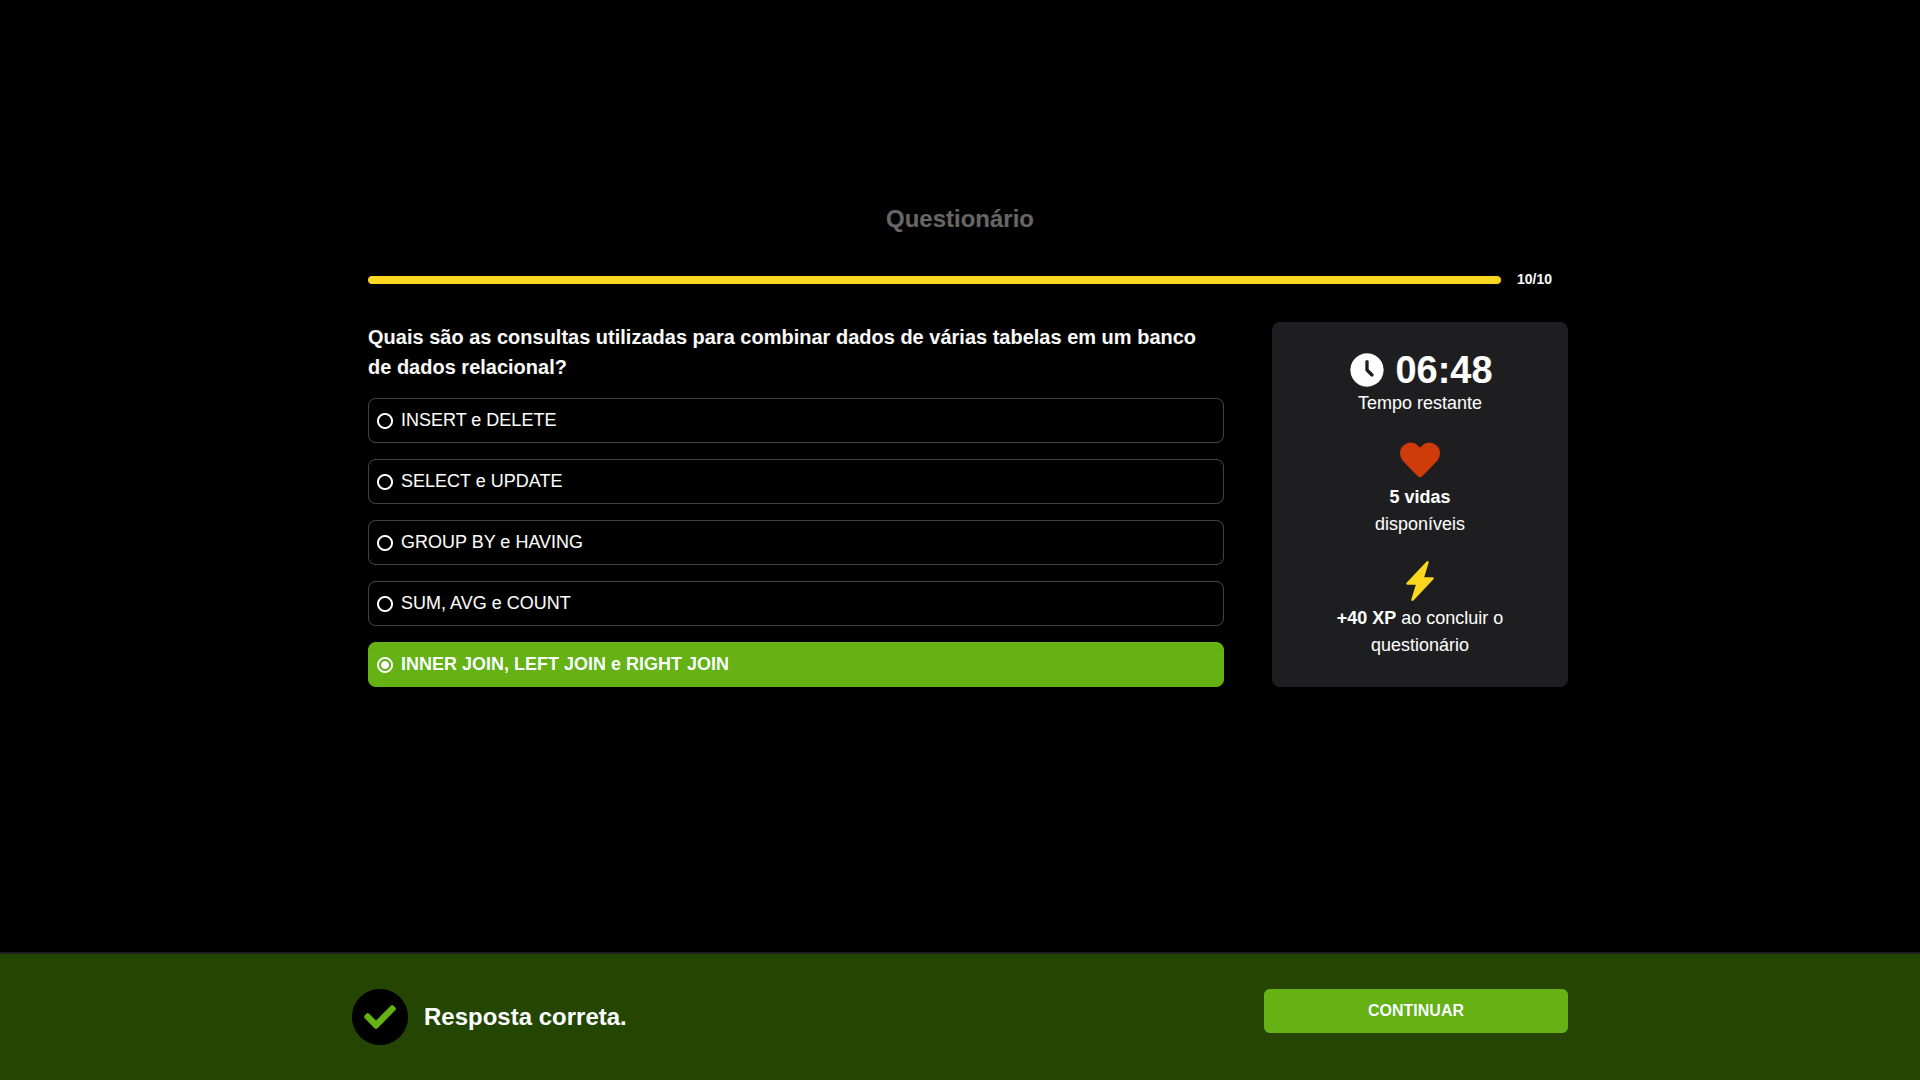 Questionário
10/10
Quais são as consultas utilizadas para combinar dados de várias tabelas em um banco
de dados relacional?
INSERT e DELETE
SELECT e UPDATE
GROUP BY e HAVING
SUM, AVG e COUNT
INNER JOIN, LEFT JOIN e RIGHT JOIN
06:48
Tempo restante
5 vidas
disponíveis
+40 XP ao concluir o
questionário
Resposta correta.
CONTINUAR